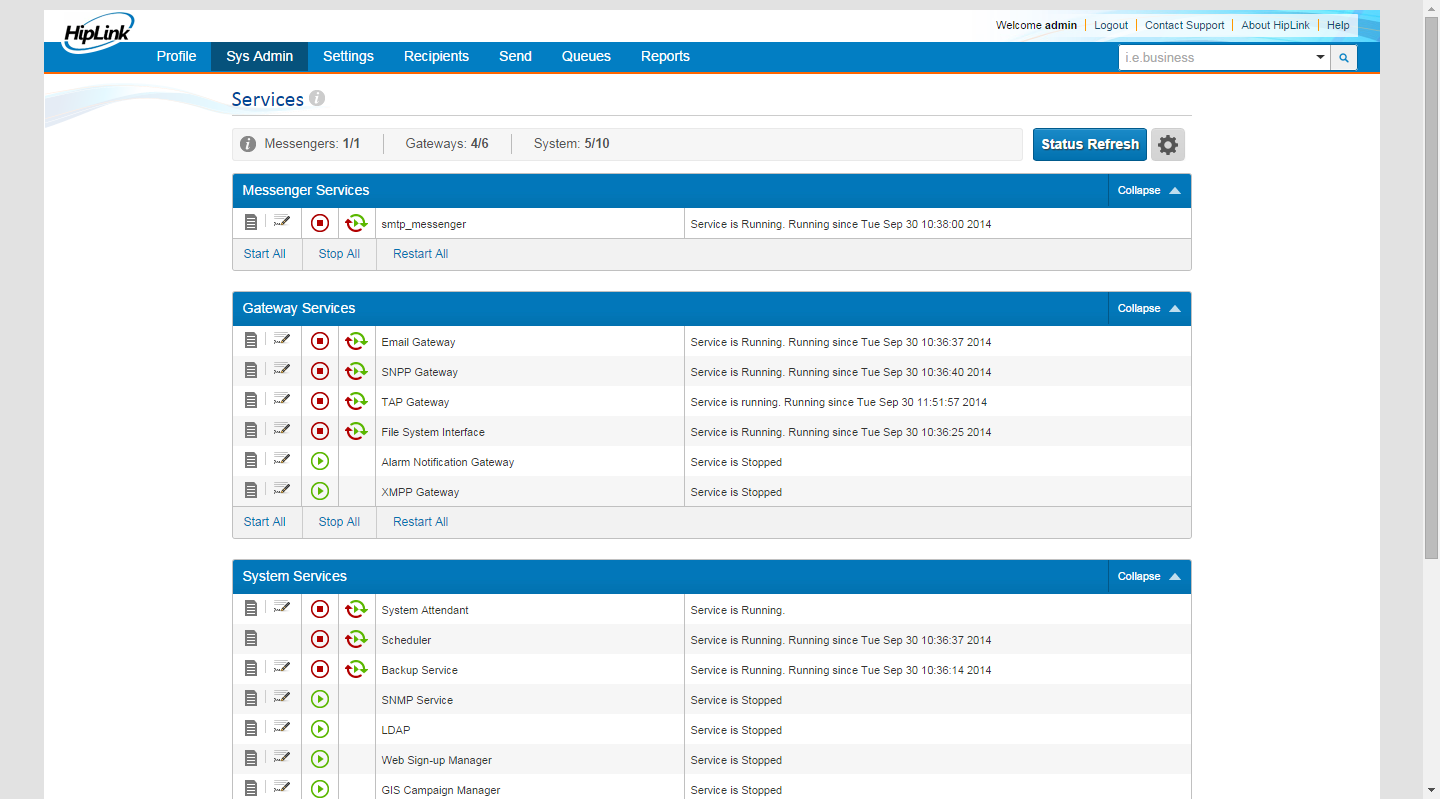 HipLink
Welcome admin Logout Contact Support About HipLink Help
Profile Sys Admin Settings Recipients Send Queues Reports i.e.business
Services
Messengers: 1/1 Gateways: 4/6 System: 5/10 Status Refresh
Messenger Services Collapse
smtp_messenger Service is Running. Running since Tue Sep 30 10:38:00 2014
Start All Stop All Restart All
Gateway Services Collapse
Email Gateway Service is Running. Running since Tue Sep 30 10:36:37 2014
SNPP Gateway Service is Running. Running since Tue Sep 30 10:36:40 2014
TAP Gateway Service is running. Running since Tue Sep 30 11:51:57 2014
File System Interface Service is Running. Running since Tue Sep 30 10:36:25 2014
Alarm Notification Gateway Service is Stopped
XMPP Gateway Service is Stopped
Start All Stop All Restart All
System Services Collapse
System Attendant Service is Running.
Scheduler Service is Running. Running since Tue Sep 30 10:36:37 2014
Backup Service Service is Running. Running since Tue Sep 30 10:36:14 2014
SNMP Service Service is Stopped
LDAP Service is Stopped
Web Sign-up Manager Service is Stopped
GIS Campaign Manager Service is Stopped